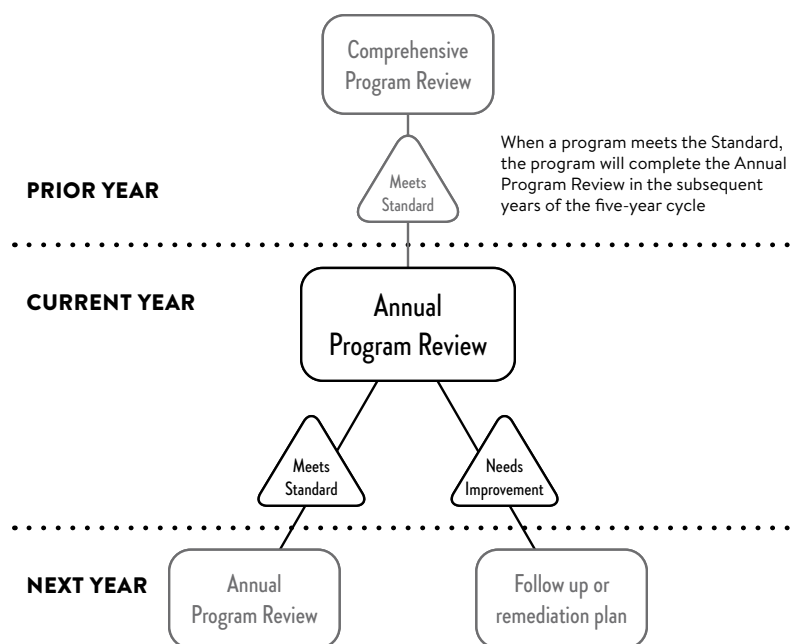 Comprehensive
Program Review
When a program meets the Standard,
the program will complete the Annual
Program Review in the subsequent
years of the five-year cycle
PRIOR YEAR
Meets
Standard
CURRENT YEAR
Annual
Program Review
Meets
Standard
Needs
Improvement
NEXT YEAR
Annual
Program Review
Follow up or
remediation plan